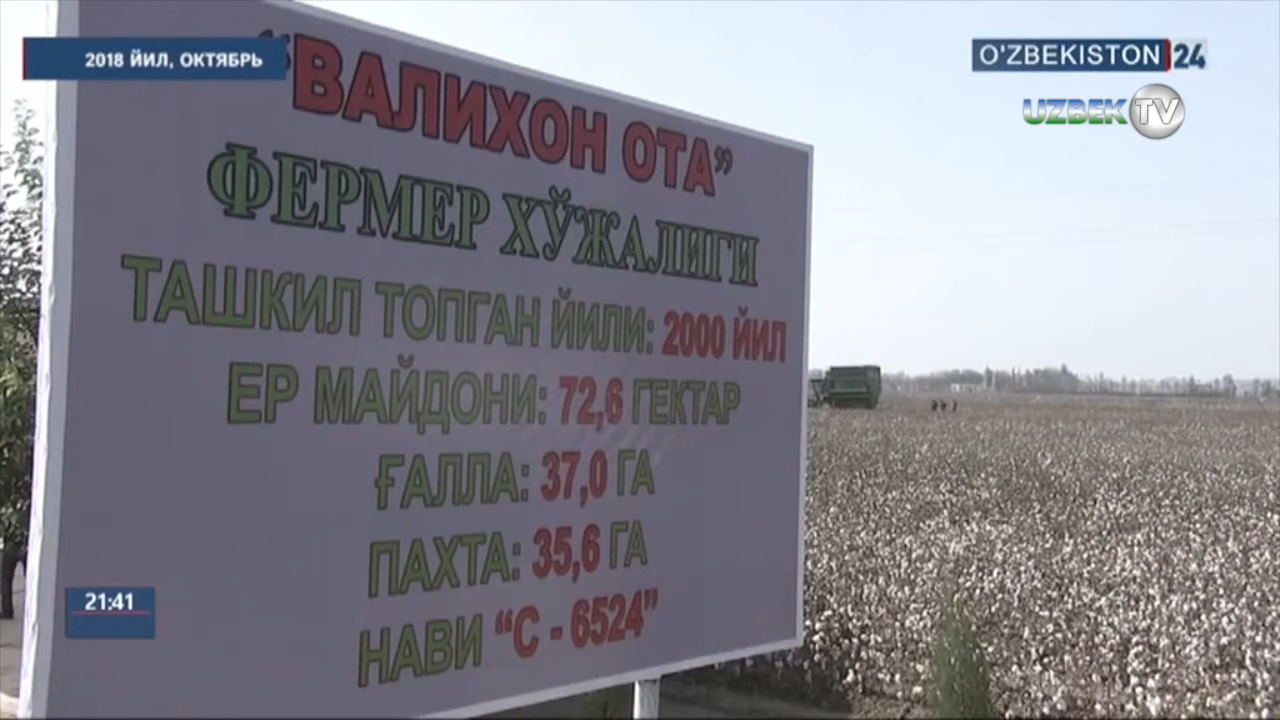 2018 ЙИЛ, ОКТЯБРЬ
O'ZBEKISTON 24
UZBEK TV
“ВАЛИХОН ОТА”
ФЕРМЕР ХЎЖАЛИГИ
ТАШКИЛ ТОПГАН ЙИЛИ: 2000 ЙИЛ
ЕР МАЙДОНИ: 72,6 ГЕКТАР
ҒАЛЛА: 37,0 ГА
ПАХТА: 35,6 ГА
НАВИ “С - 6524”
21:41